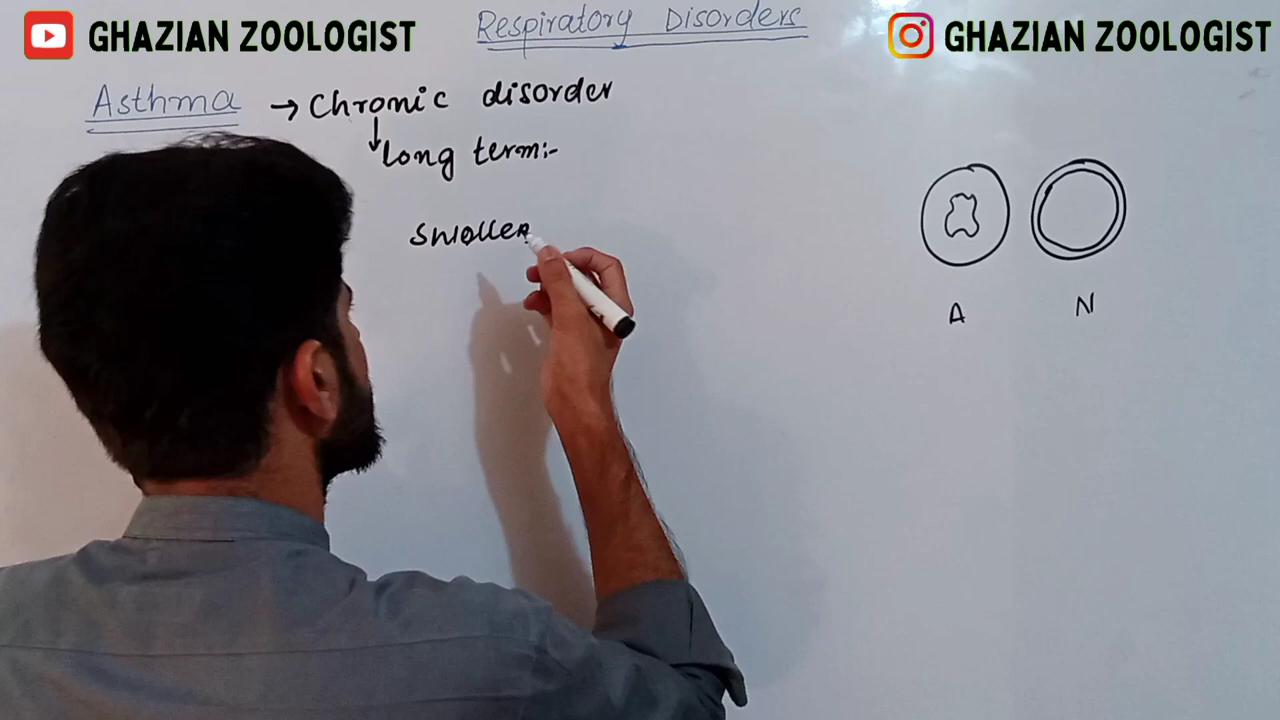 GHAZIAN ZOOLOGIST
Respiratory Disorders
GHAZIAN ZOOLOGIST
Asthma → Chronic disorder
↓ Long term:-
Swollen
A N